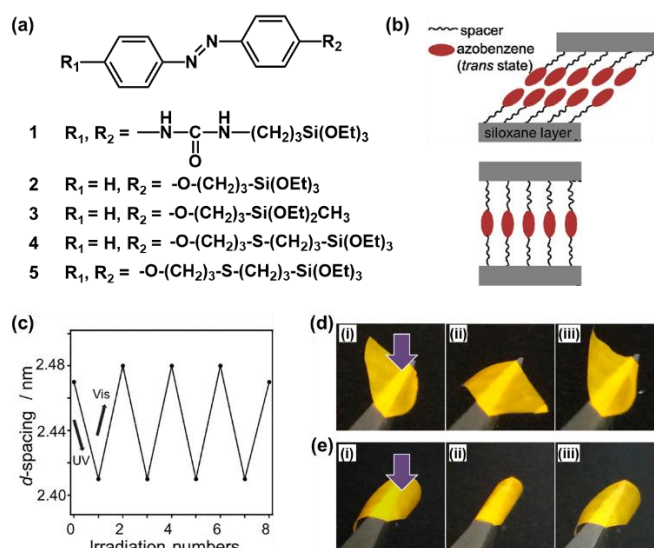 (a)
R1
N
N
R2
1 R1, R2 = H N C O H N (CH2)3Si(OEt)3
2 R1 = H, R2 = -O-(CH2)3-Si(OEt)3
3 R1 = H, R2 = -O-(CH2)3-Si(OEt)2CH3
4 R1 = H, R2 = -O-(CH2)3-S-(CH2)3-Si(OEt)3
5 R1, R2 = -O-(CH2)3-S-(CH2)3-Si(OEt)3
(b)
spacer
azobenzene
(trans state)
siloxane layer
(c)
d-spacing / nm
2.48
2.44
2.40
UV
Vis
0 2 4 6 8
Irradiation numbers
(d)
(i) (ii) (iii)
(e)
(i) (ii) (iii)